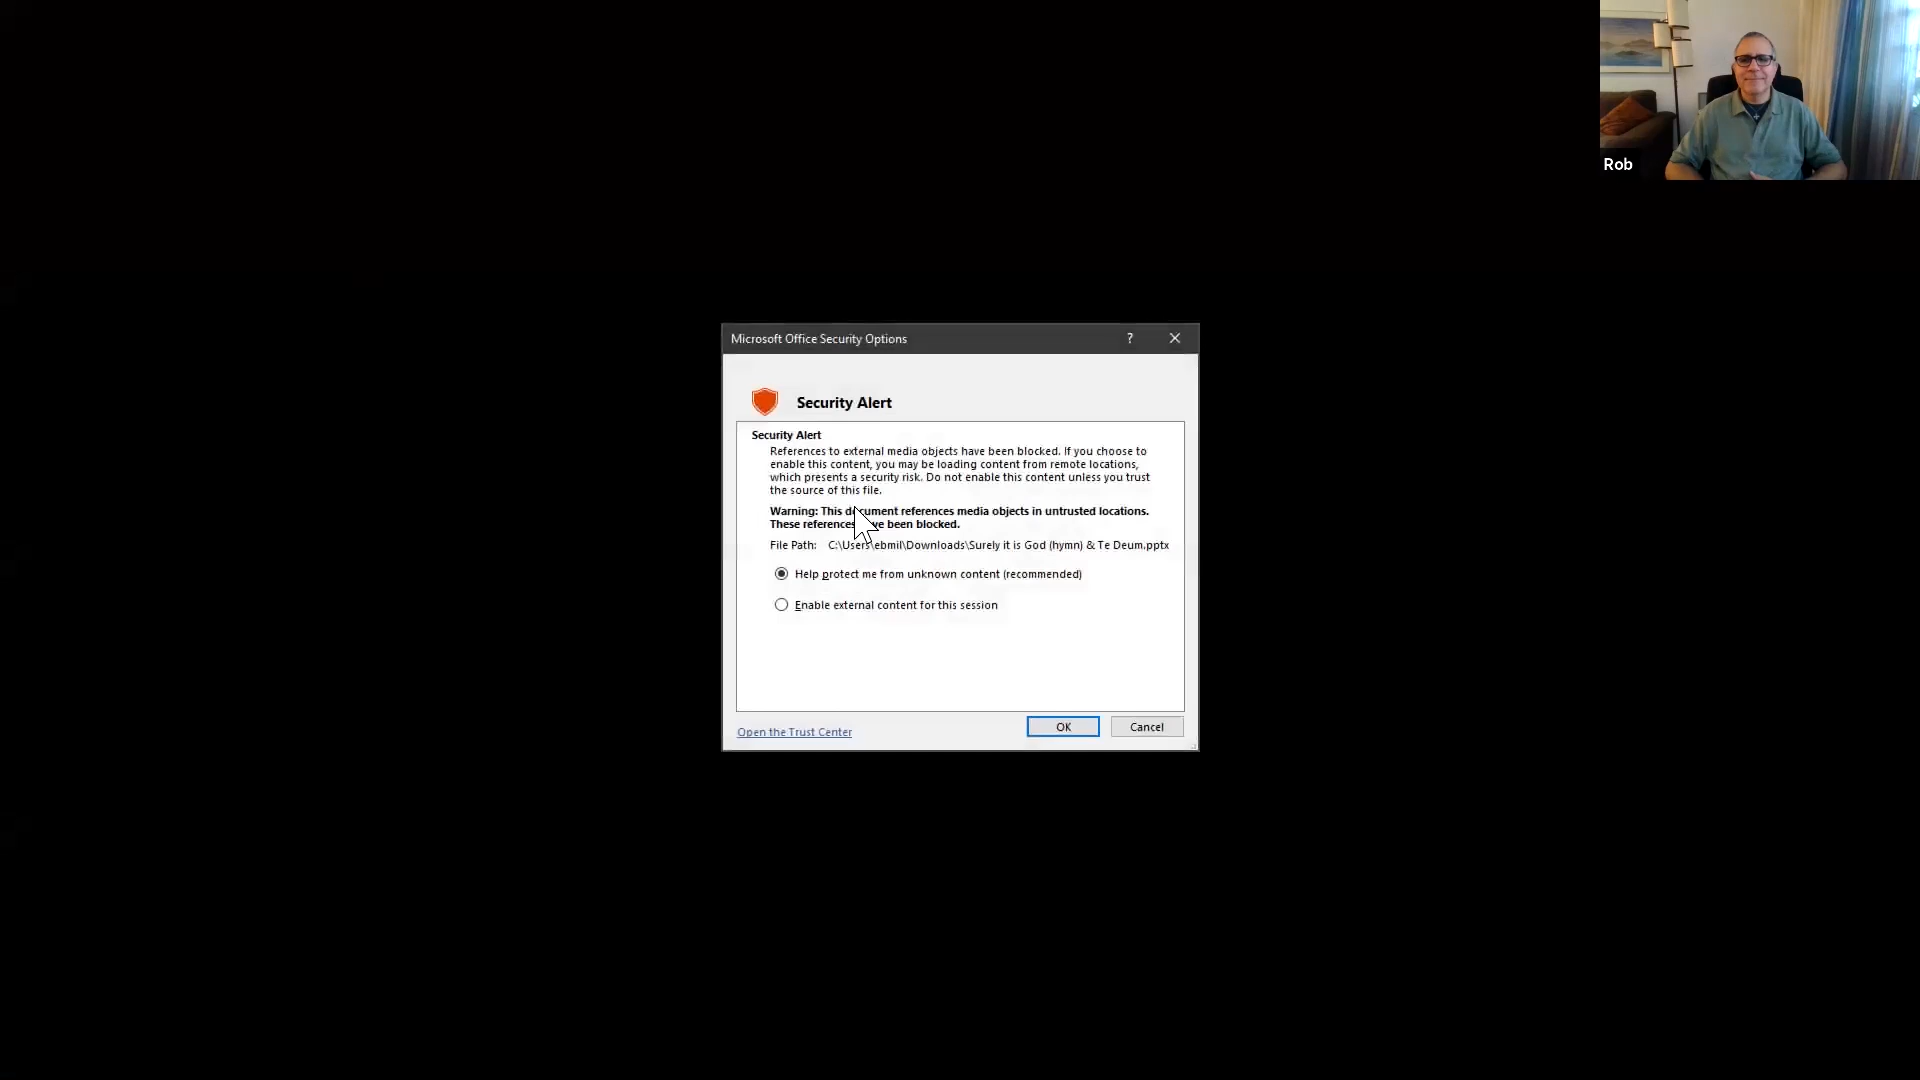 Rob
Microsoft Office Security Options
?
Security Alert
Security Alert
References to external media objects have been blocked. If you choose to
enable this content, you may be loading content from remote locations,
which presents a security risk. Do not enable this content unless you trust
the source of this file.
Warning: This document references media objects in untrusted locations.
These references have been blocked.
File Path: C:\Users\ebmil\Downloads\Surely it is God (hymn) & Te Deum.pptx
Help protect me from unknown content (recommended)
Enable external content for this session
Open the Trust Center
OK
Cancel